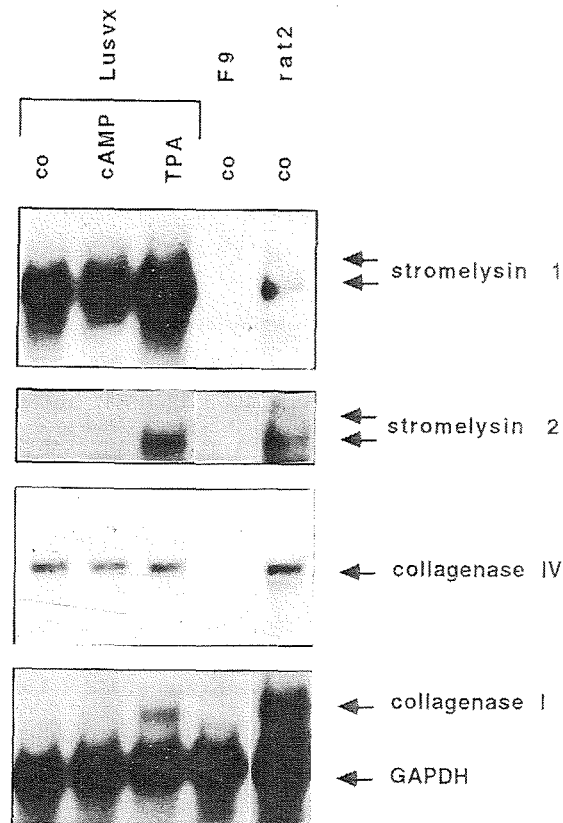 Lusvx
F9
rat2
co
cAMP
TPA
co
co
stromelysin 1
stromelysin 2
collagenase IV
collagenase I
GAPDH